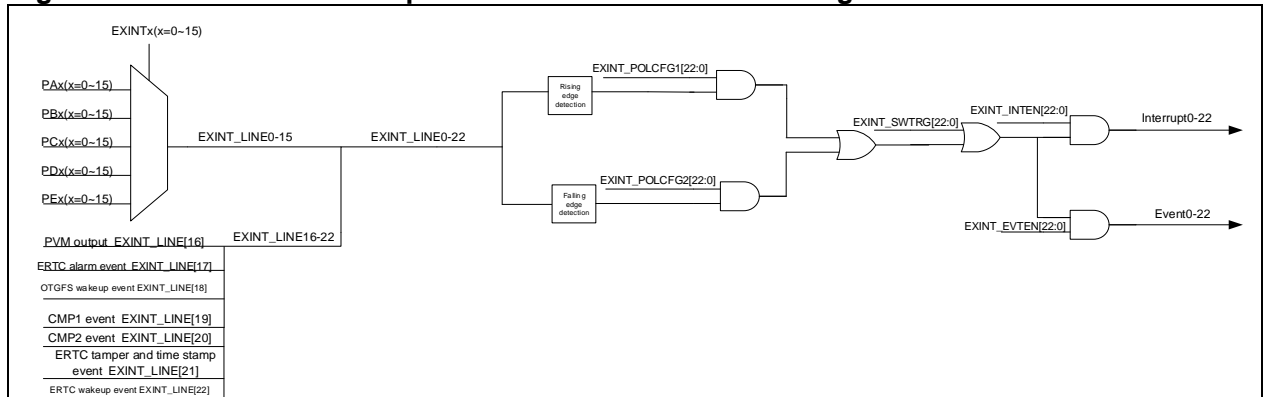 EXINTx(x=0~15)
PAx(x=0~15)
PBx(x=0~15)
PCx(x=0~15)
PDx(x=0~15)
PEx(x=0~15)
EXINT_LINE0-15
EXINT_LINE0-22
PVM output EXINT_LINE[16]
EXINT_LINE16-22
ERTC alarm event EXINT_LINE[17]
OTGFS wakeup event EXINT_LINE[18]
CMP1 event EXINT_LINE[19]
CMP2 event EXINT_LINE[20]
ERTC tamper and time stamp
event EXINT_LINE[21]
ERTC wakeup event EXINT_LINE[22]
Rising
edge
detection
EXINT_POLCFG1[22:0]
Falling
edge
detection
EXINT_POLCFG2[22:0]
EXINT_SWTRG[22:0]
EXINT_INTEN[22:0]
Interrupt0-22
EXINT_EVTEN[22:0]
Event0-22